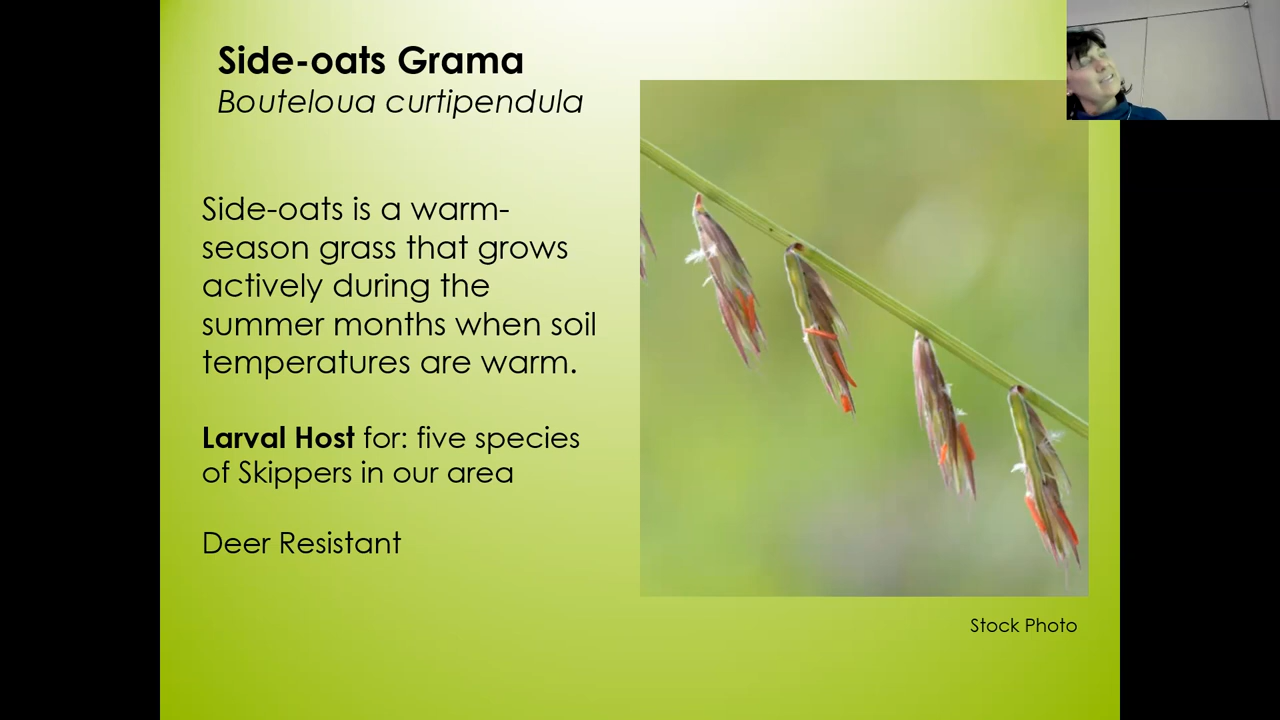 Side-oats Grama
Bouteloua curtipendula
Side-oats is a warm-
season grass that grows
actively during the
summer months when soil
temperatures are warm.
Larval Host for: five species
of Skippers in our area
Deer Resistant
Stock Photo